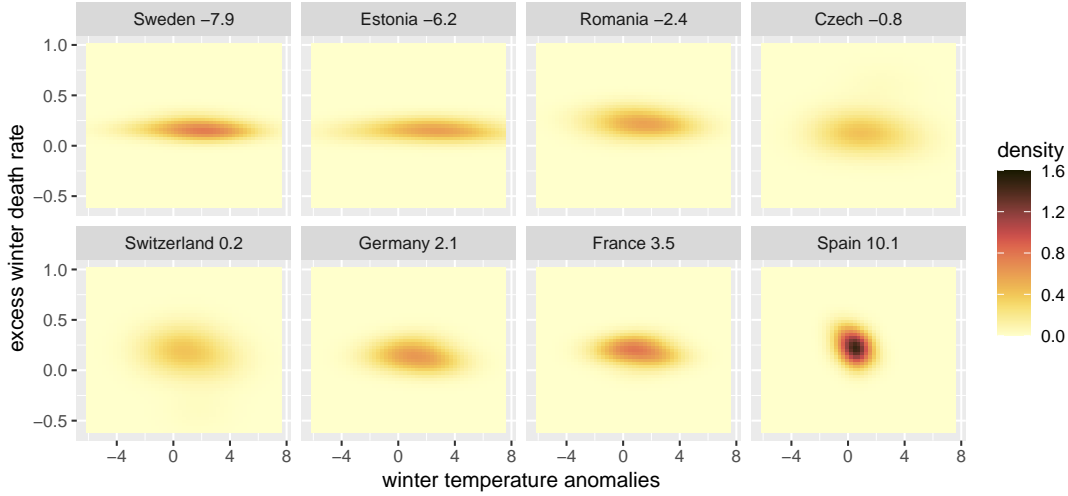 Sweden −7.9
Estonia −6.2
Romania −2.4
Czech −0.8
1.0
0.5
0.0
−0.5
Switzerland 0.2
Germany 2.1
France 3.5
Spain 10.1
1.0
0.5
0.0
−0.5
−4 0 4 8
−4 0 4 8
−4 0 4 8
−4 0 4 8
winter temperature anomalies
excess winter death rate
density
1.6
1.2
0.8
0.4
0.0